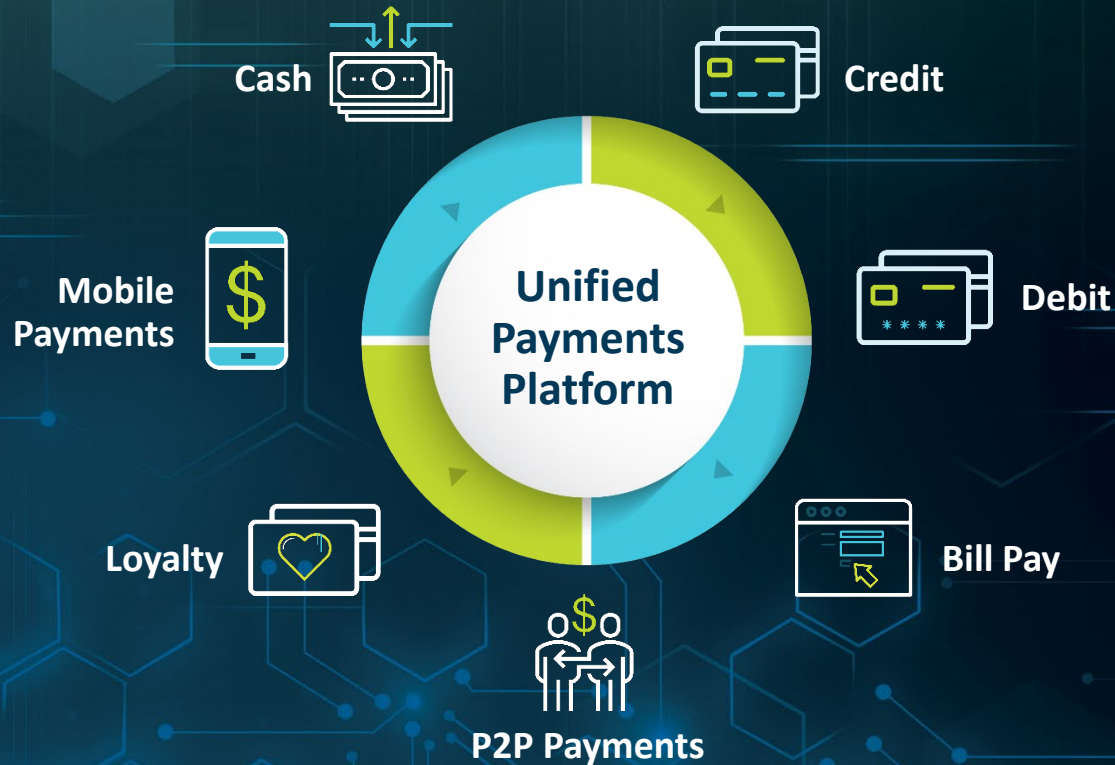 Cash
Credit
Unified
Payments
Platform
Mobile
Payments
Debit
Loyalty
Bill Pay
P2P Payments